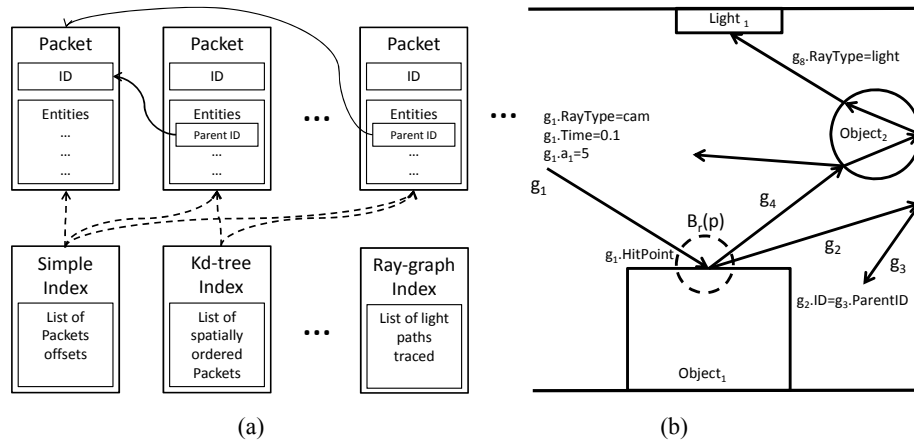 Packet
ID
Entities
...
...
...
Packet
ID
Entities
Parent ID
...
...
...
Packet
ID
Entities
Parent ID
...
...
...
Simple
Index
List of
Packets
offsets
Kd-tree
Index
List of
spatially
ordered
Packets
...
Ray-graph
Index
List of light
paths
traced
(a)
Light 1
g8.RayType=light
g1.RayType=cam
g1.Time=0.1
g1.a1=5
Object2
g1
g4
Br(p)
g2
g1.HitPoint
g3
g2.ID=g3.ParentID
Object1
(b)